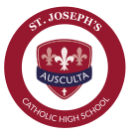 ST. JOSEPH'S
AUSCULTA
CATHOLIC HIGH SCHOOL